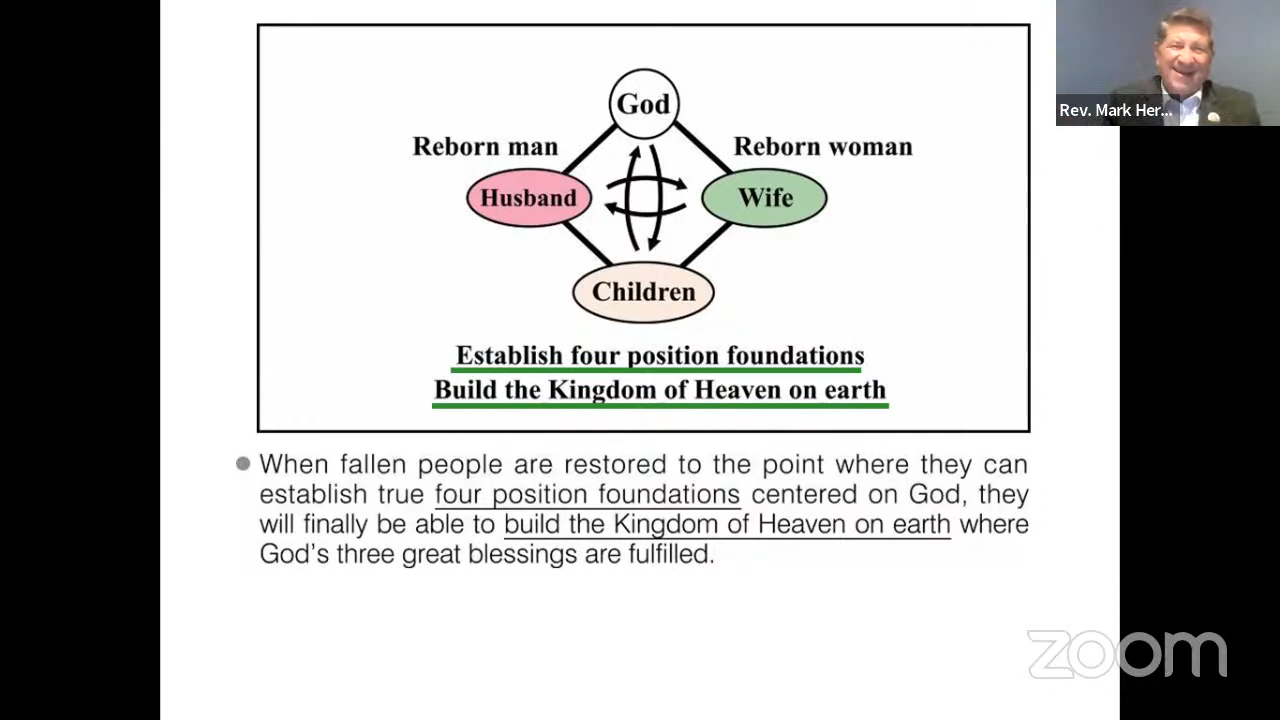 God
Rev. Mark Her...
Reborn man
Reborn woman
Husband
Wife
Children
Establish four position foundations
Build the Kingdom of Heaven on earth
When fallen people are restored to the point where they can
establish true four position foundations centered on God, they
will finally be able to build the Kingdom of Heaven on earth where
God's three great blessings are fulfilled.
zoom